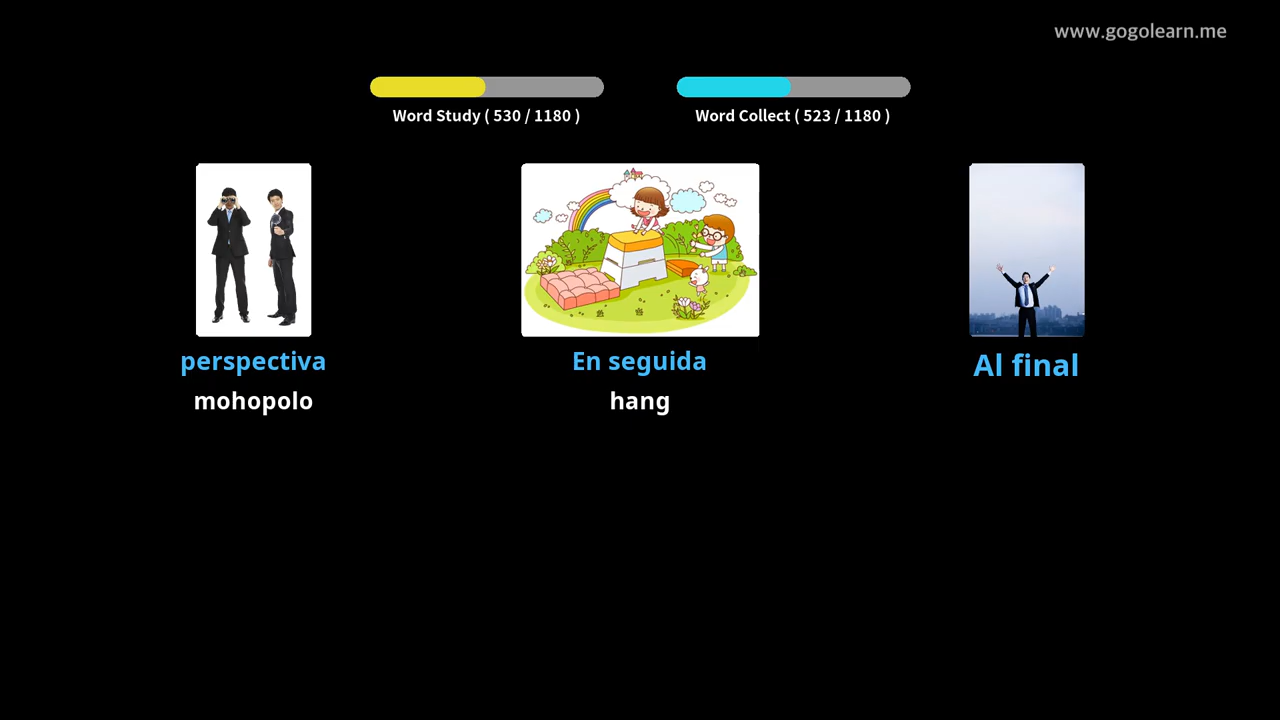 www.gogolearn.me
Word Study ( 530 / 1180 )
Word Collect ( 523 / 1180 )
perspectiva
mohopolo
En seguida
hang
Al final